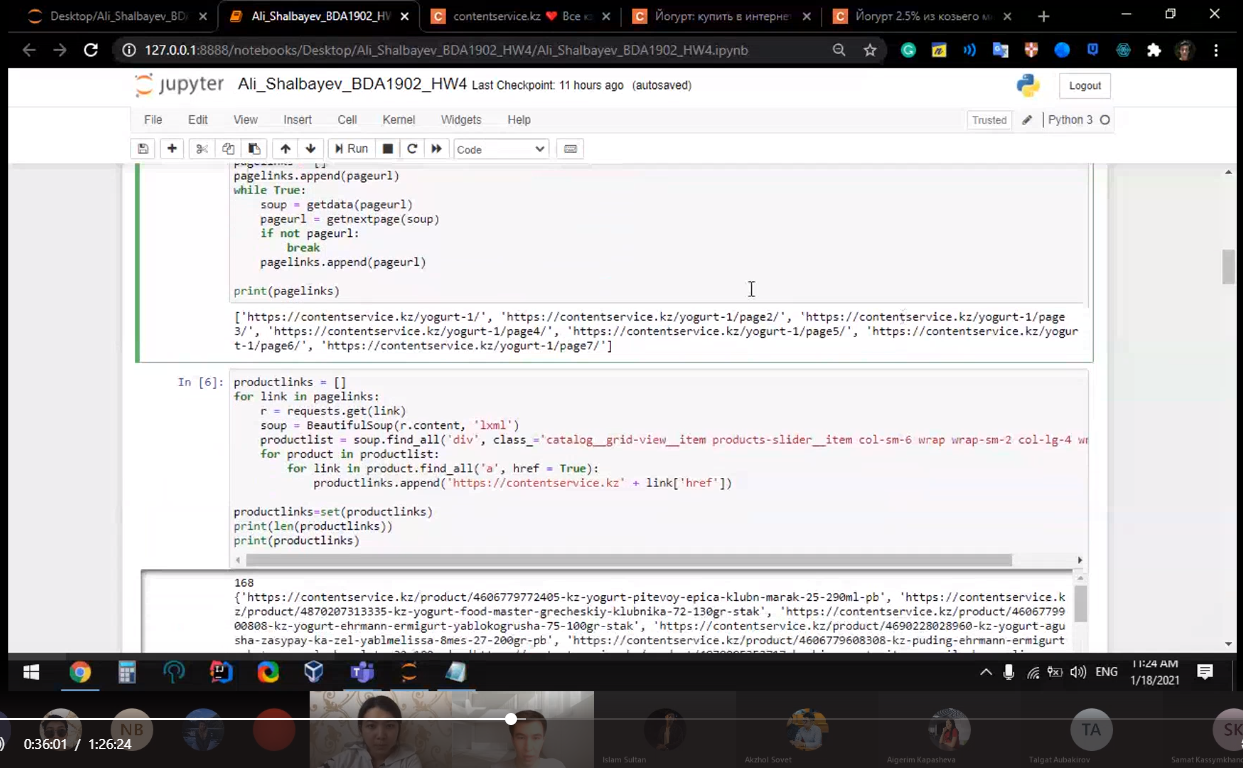 Desktop/Ali_Shalbayev_BDA
Ali_Shalbayev_BDA1902_HW
contentservice.kz ❤ Все к
Йогурт: купить в интернет
Йогурт 2.5% из козьего м
127.0.0.1:8888/notebooks/Desktop/Ali_Shalbayev_BDA1902_HW4/Ali_Shalbayev_BDA1902_HW4.ipynb
jupyter Ali_Shalbayev_BDA1902_HW4 Last Checkpoint: 11 hours ago (autosaved)
Logout
File Edit View Insert Cell Kernel Widgets Help
Trusted Python 3
Run Code
pagelinks.append(pageurl)
while True:
soup = getdata(pageurl)
pageurl = getnextpage(soup)
if not pageurl:
break
pagelinks.append(pageurl)
print(pagelinks)
['https://contentservice.kz/yogurt-1/', 'https://contentservice.kz/yogurt-1/page2/', 'https://contentservice.kz/yogurt-1/page
3/', 'https://contentservice.kz/yogurt-1/page4/', 'https://contentservice.kz/yogurt-1/page5/', 'https://contentservice.kz/yogur
t-1/page6/', 'https://contentservice.kz/yogurt-1/page7/']
In [6]: productlinks = []
for link in pagelinks:
r = requests.get(link)
soup = BeautifulSoup(r.content, 'lxml')
productlist = soup.find_all('div', class_='catalog__grid-view__item products-slider__item col-sm-6 wrap wrap-sm-2 col-lg-4 wr
for product in productlist:
for link in product.find_all('a', href = True):
productlinks.append('https://contentservice.kz' + link['href'])
productlinks=set(productlinks)
print(len(productlinks))
print(productlinks)
168
{'https://contentservice.kz/product/4606779772405-kz-yogurt-pitevoy-epica-klubn-marak-25-290ml-pb', 'https://contentservice.k
z/product/4870207313335-kz-yogurt-food-master-grecheskiy-klubnika-72-130gr-stak', 'https://contentservice.kz/product/46067799
00808-kz-yogurt-ehrmann-ermigurt-yablokogrusha-75-100gr-stak', 'https://contentservice.kz/product/4690228028960-kz-yogurt-agu
sha-zasypay-ka-zel-yablmelissa-8mes-27-200gr-pb', 'https://contentservice.kz/product/4606779608308-kz-puding-ehrmann-ermigurt
ENG
11:24 AM
1/18/2021
NB
TA
SK
0:36:01 / 1:26:24
Islam Sultan
Akzhol Suvet
Aigerim Kapasheva
Talgat Aubakirov
Samat Kassymkhan